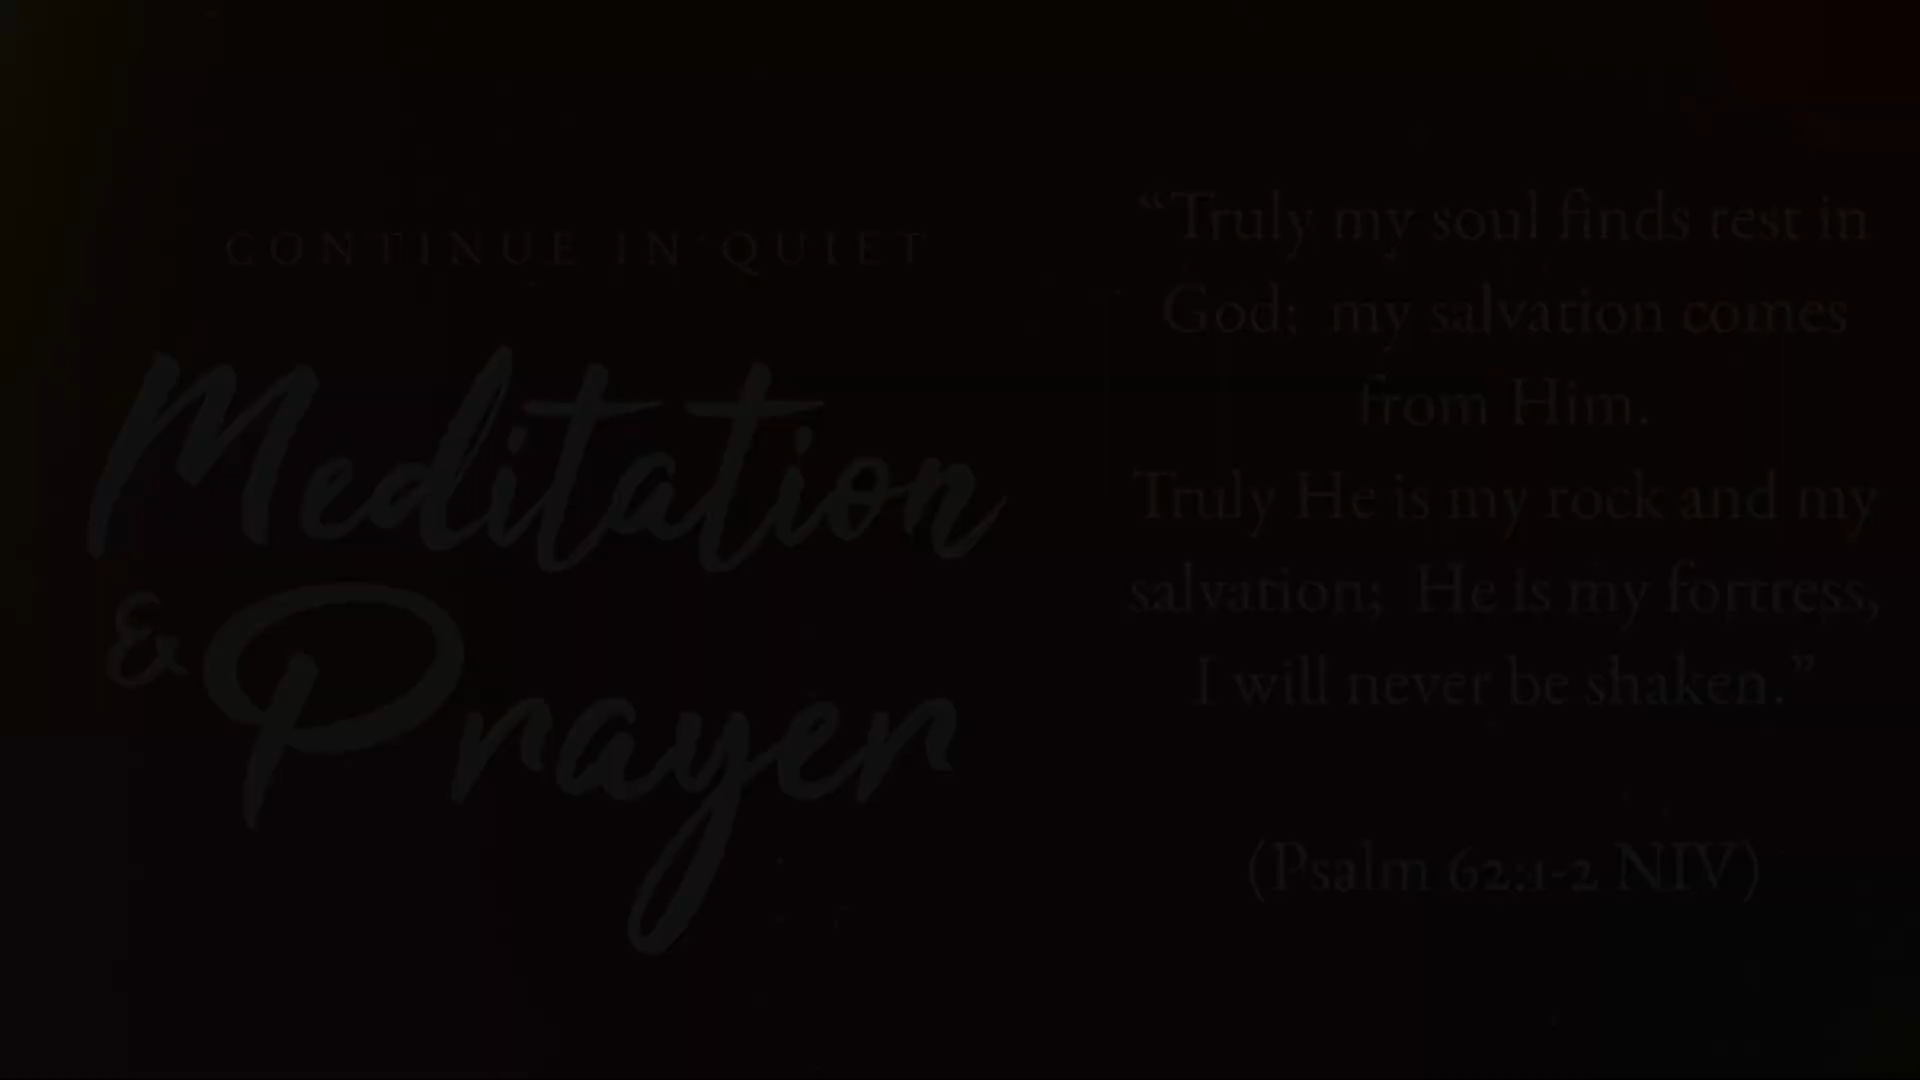 CONTINUE IN QUIET
Meditation
& Prayer
“Truly my soul finds rest in
God; my salvation comes
from Him.
Truly He is my rock and my
salvation; He is my fortress,
I will never be shaken.”
(Psalm 62:1-2 NIV)